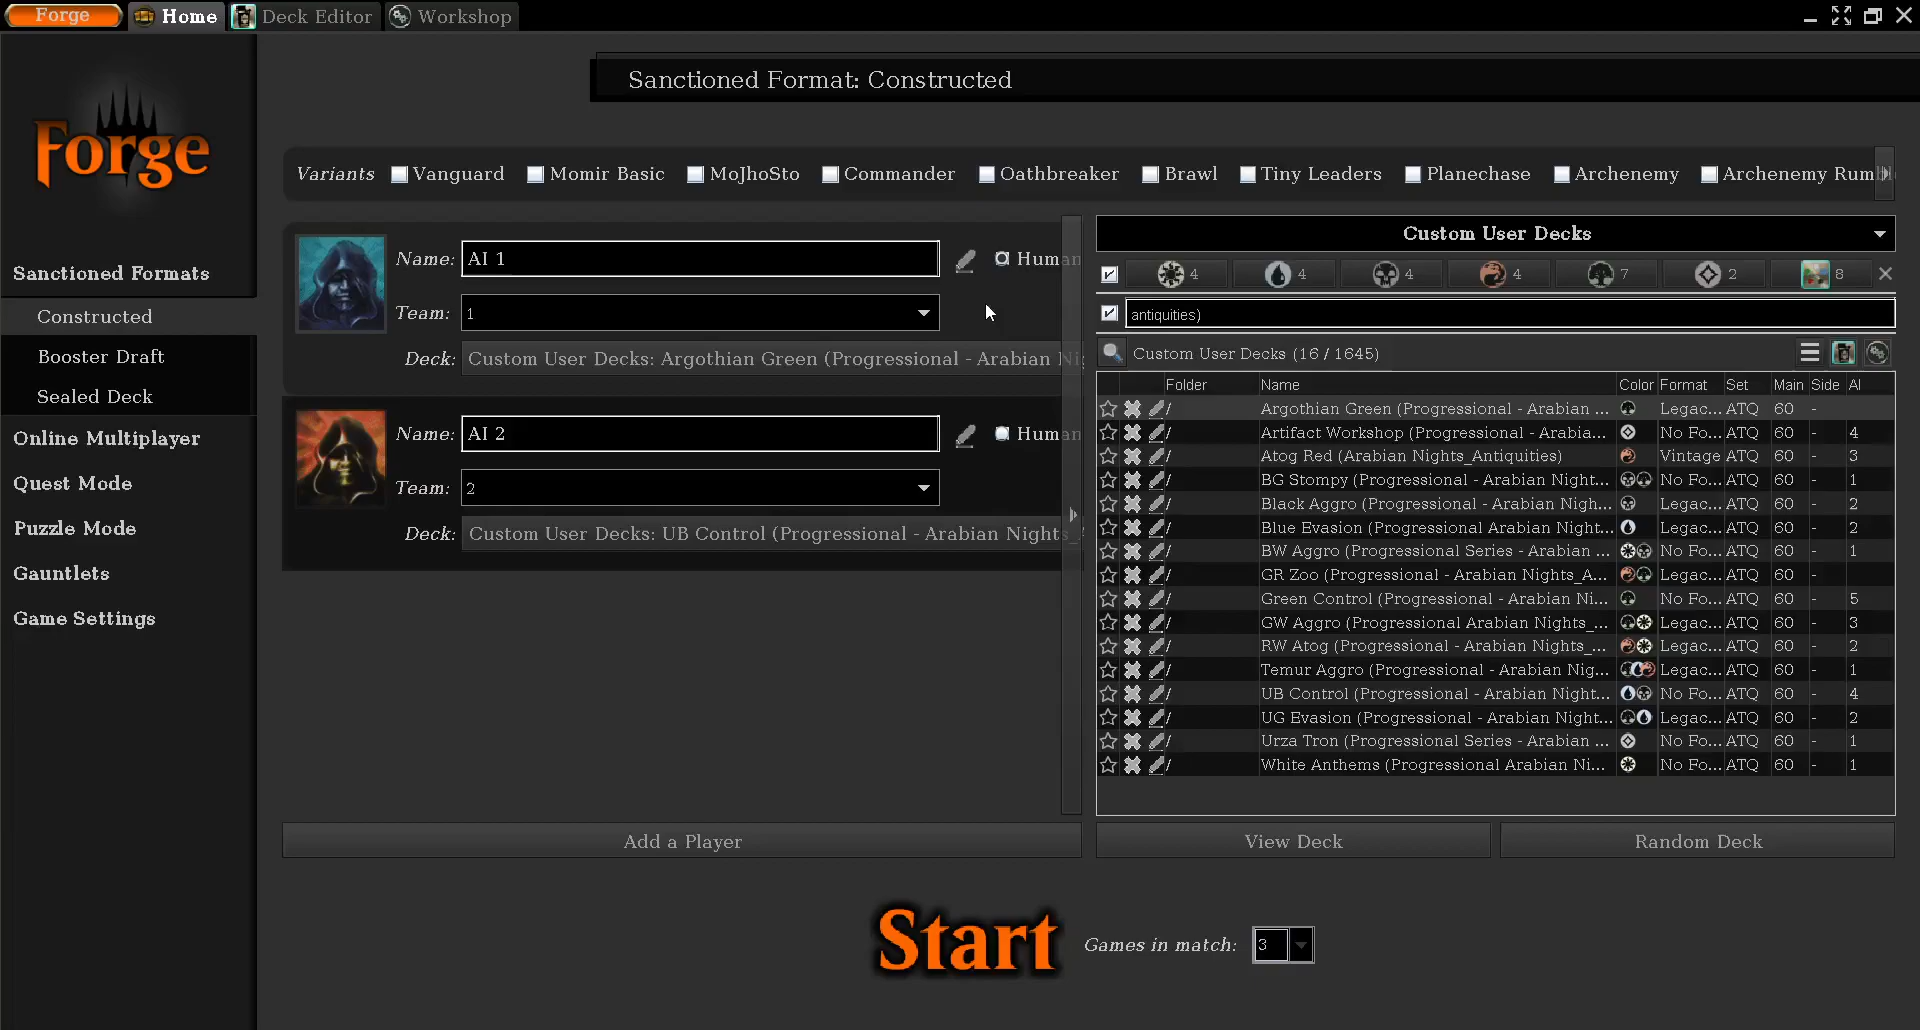 Forge
Home
Deck Editor
Workshop
Forge
Sanctioned Format: Constructed
Variants Vanguard Momir Basic MoJhoSto Commander Oathbreaker Brawl Tiny Leaders Planechase Archenemy Archenemy Rum
Sanctioned Formats
Constructed
Booster Draft
Sealed Deck
Online Multiplayer
Quest Mode
Puzzle Mode
Gauntlets
Game Settings
Name: AI 1 Human
Team: 1
Deck: Custom User Decks: Argothian Green (Progressional - Arabian Nig
Name: AI 2 Human
Team: 2
Deck: Custom User Decks: UB Control (Progressional - Arabian Nights_
Add a Player
Custom User Decks
4 4 4 4 7 2 8
antiquities)
Custom User Decks (16 / 1645)
Folder Name Color Format Set Main Side AI
/ Argothian Green (Progressional - Arabian ... Legac... ATQ 60 -
/ Artifact Workshop (Progressional - Arabia... No Fo... ATQ 60 - 4
/ Atog Red (Arabian Nights_Antiquities) Vintage ATQ 60 - 3
/ BG Stompy (Progressional - Arabian Night... No Fo... ATQ 60 - 1
/ Black Aggro (Progressional - Arabian Nigh... Legac... ATQ 60 - 2
/ Blue Evasion (Progressional Arabian Night... Legac... ATQ 60 - 2
/ BW Aggro (Progressional Series - Arabian ... No Fo... ATQ 60 - 1
/ GR Zoo (Progressional - Arabian Nights_A... Legac... ATQ 60 -
/ Green Control (Progressional - Arabian Ni... No Fo... ATQ 60 - 5
/ GW Aggro (Progressional Arabian Nights_... Legac... ATQ 60 - 3
/ RW Atog (Progressional - Arabian Nights_... Legac... ATQ 60 - 2
/ Temur Aggro (Progressional - Arabian Nig... Legac... ATQ 60 - 1
/ UB Control (Progressional - Arabian Night... No Fo... ATQ 60 - 4
/ UG Evasion (Progressional - Arabian Night... Legac... ATQ 60 - 2
/ Urza Tron (Progressional Series - Arabian ... No Fo... ATQ 60 - 1
/ White Anthems (Progressional Arabian Ni... No Fo... ATQ 60 - 1
View Deck
Random Deck
Start
Games in match: 3